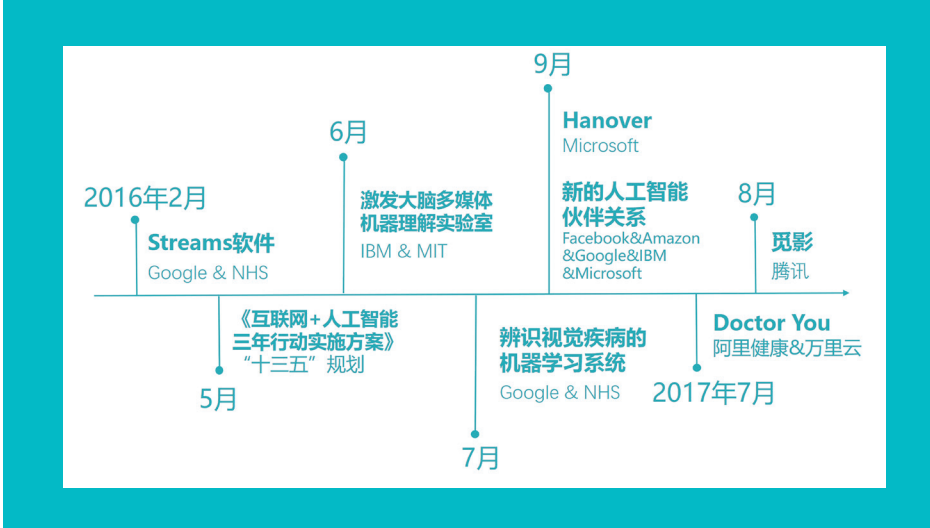 2016年2月
Streams软件
Google & NHS
5月
《互联网+人工智能
三年行动实施方案》
“十三五”规划
6月
激发大脑多媒体
机器理解实验室
IBM & MIT
7月
辨识视觉疾病的
机器学习系统
Google & NHS
9月
Hanover
Microsoft
新的人工智能
伙伴关系
Facebook&Amazon
&Google&IBM
&Microsoft
2017年7月
Doctor You
阿里健康&万里云
8月
觅影
腾讯